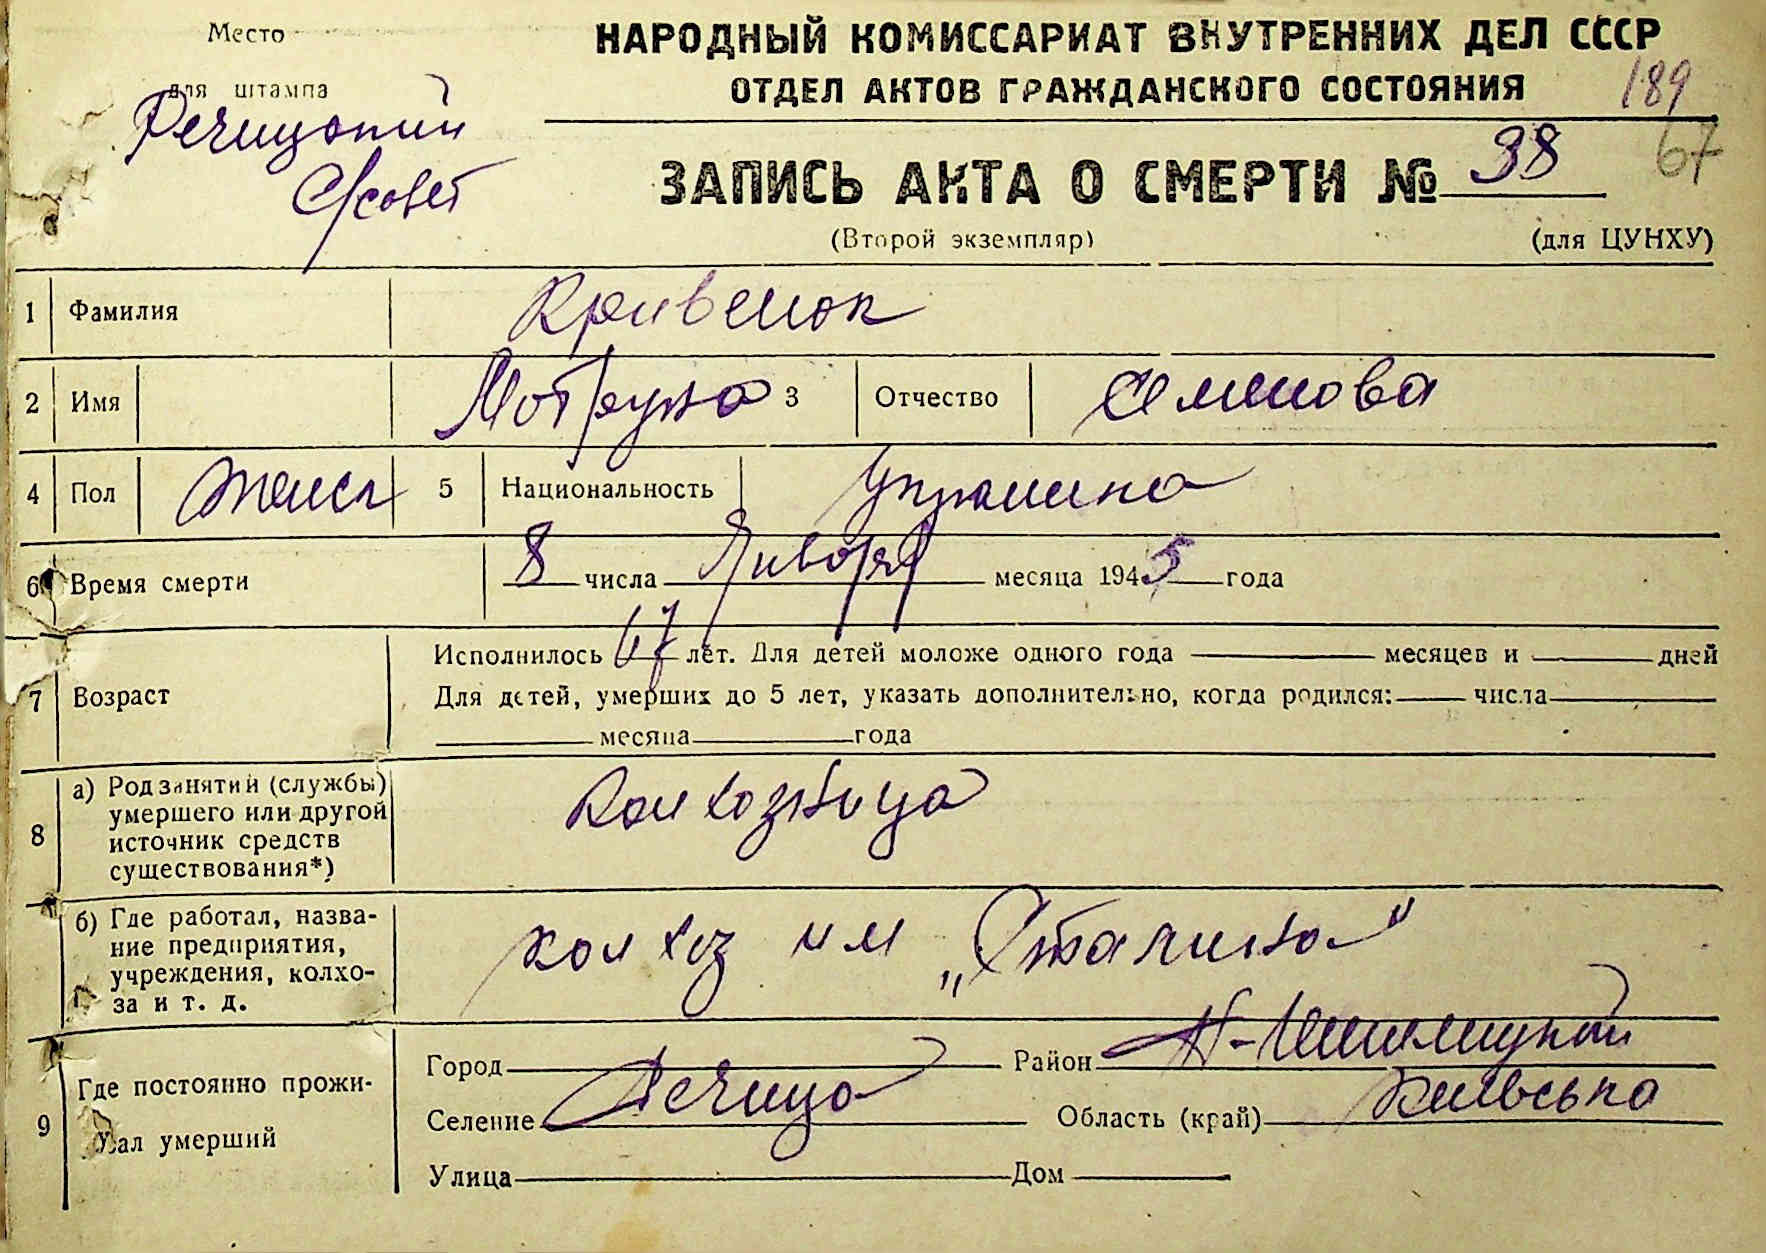 Место
для штампа
Речицский
С/совет
НАРОДНЫЙ КОМИССАРИАТ ВНУТРЕННИХ ДЕЛ СССР
ОТДЕЛ АКТОВ ГРАЖДАНСКОГО СОСТОЯНИЯ
189
67
ЗАПИСЬ АКТА О СМЕРТИ № 38
(Второй экземпляр) (для ЦУНХУ)
1 Фамилия Кривенок
2 Имя Мотруна 3 Отчество Семенова
4 Пол женск 5 Национальность Украинка
6 Время смерти 8 числа Января месяца 1945 года
7 Возраст
Исполнилось 67 лет. Для детей моложе одного года месяцев и дней
Для детей, умерших до 5 лет, указать дополнительно, когда родился: числа
месяца года
8 а) Род занятий (службы)
умершего или другой
источник средств
существования*)
Колхозница
б) Где работал, назва-
ние предприятия,
учреждения, колхо-
за и т. д.
колхоз им „Сталина"
9 Где постоянно прожи-
вал умерший
Город Район
Селение Речица Область (край) Київська
Улица Дом